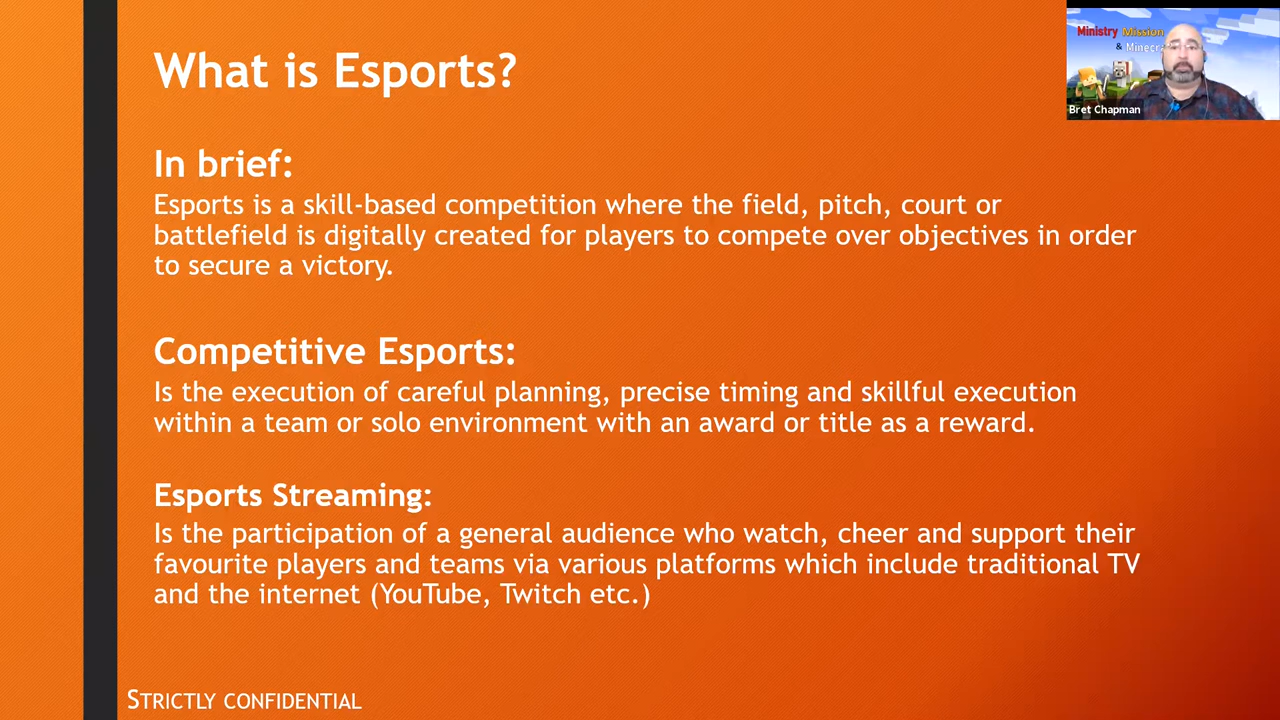 What is Esports?
Ministry Mission
& Minecra
Bret Chapman
In brief:
Esports is a skill-based competition where the field, pitch, court or
battlefield is digitally created for players to compete over objectives in order
to secure a victory.
Competitive Esports:
Is the execution of careful planning, precise timing and skillful execution
within a team or solo environment with an award or title as a reward.
Esports Streaming:
Is the participation of a general audience who watch, cheer and support their
favourite players and teams via various platforms which include traditional TV
and the internet (YouTube, Twitch etc.)
STRICTLY CONFIDENTIAL